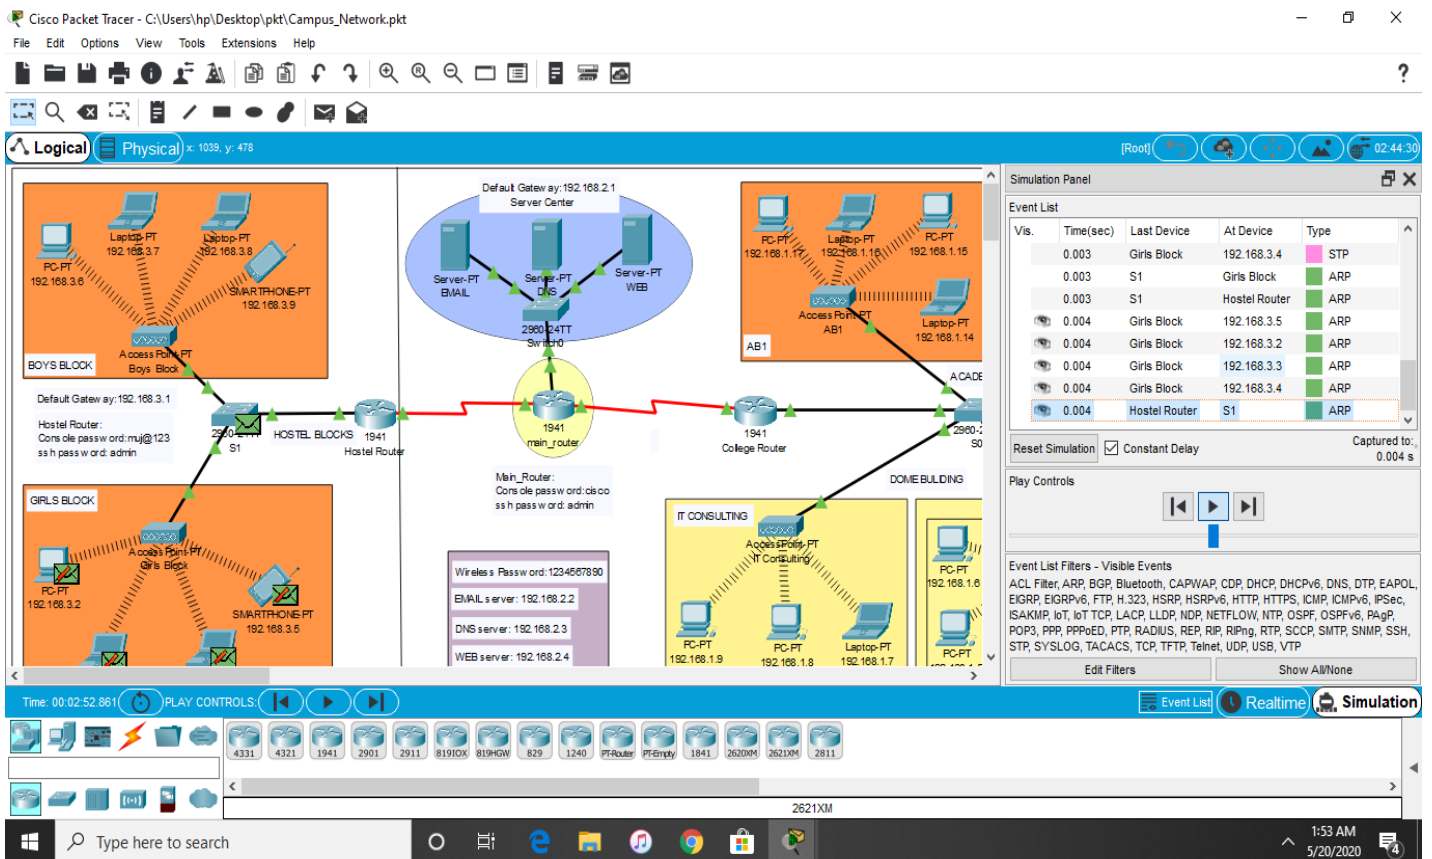 Cisco Packet Tracer - C:\Users\hp\Desktop\pkt\Campus_Network.pkt
File Edit Options View Tools Extensions Help
?
Logical Physical x: 1039, y: 478 [Root] 02:44:30
Default Gateway:192.168.2.1
Server Center
Laptop-PT
192.168.3.7
Laptop-PT
192.168.3.8
PC-PT
192.168.3.6
SMARTPHONE-PT
192.168.3.9
Access Point-PT
Boys Block
BOYS BLOCK
Server-PT
EMAIL
Server-PT
DNS
Server-PT
WEB
2960-24TT
Switch0
PC-PT
192.168.1.17
Laptop-PT
192.168.1.16
PC-PT
192.168.1.15
Access Point-PT
AB1
Laptop-PT
192.168.1.14
AB1
ACADE
Default Gateway:192.168.3.1
Hostel Router:
Console password:muj@123
ssh password: admin
2960-24TT
S1
HOSTEL BLOCKS
1941
Hostel Router
1941
main_router
1941
College Router
2960-2
S0
Main_Router:
Console password:cisco
ssh password: admin
DOME BULDING
GIRLS BLOCK
Access Point-PT
Girls Block
PC-PT
192.168.3.2
SMARTPHONE-PT
192.168.3.5
Wireless Password:1234567890
EMAIL server: 192.168.2.2
DNS server: 192.168.2.3
WEB server: 192.168.2.4
IT CONSULTING
Access Point-PT
IT Consulting
PC-PT
192.168.1.9
PC-PT
192.168.1.8
Laptop-PT
192.168.1.7
PC-PT
192.168.1.6
PC-PT
Simulation Panel
Event List
Vis. Time(sec) Last Device At Device Type
0.003 Girls Block 192.168.3.4 STP
0.003 S1 Girls Block ARP
0.003 S1 Hostel Router ARP
0.004 Girls Block 192.168.3.5 ARP
0.004 Girls Block 192.168.3.2 ARP
0.004 Girls Block 192.168.3.3 ARP
0.004 Girls Block 192.168.3.4 ARP
0.004 Hostel Router S1 ARP
Reset Simulation Constant Delay Captured to:
0.004 s
Play Controls
Event List Filters - Visible Events
ACL Filter, ARP, BGP, Bluetooth, CAPWAP, CDP, DHCP, DHCPv6, DNS, DTP, EAPOL,
EIGRP, EIGRPv6, FTP, H.323, HSRP, HSRPv6, HTTP, HTTPS, ICMP, ICMPv6, IPSec,
ISAKMP, IoT, IoT TCP, LACP, LLDP, NDP, NETFLOW, NTP, OSPF, OSPFv6, PAgP,
POP3, PPP, PPPoED, PTP, RADIUS, REP, RIP, RIPng, RTP, SCCP, SMTP, SNMP, SSH,
STP, SYSLOG, TACACS, TCP, TFTP, Telnet, UDP, USB, VTP
Edit Filters Show All/None
Time: 00:02:52.861 PLAY CONTROLS: Event List Realtime Simulation
4331 4321 1941 2901 2911 819IOX 819HGW 829 1240 PT-Router PT-Empty 1841 2620XM 2621XM 2811
2621XM
Type here to search
1:53 AM
5/20/2020
4